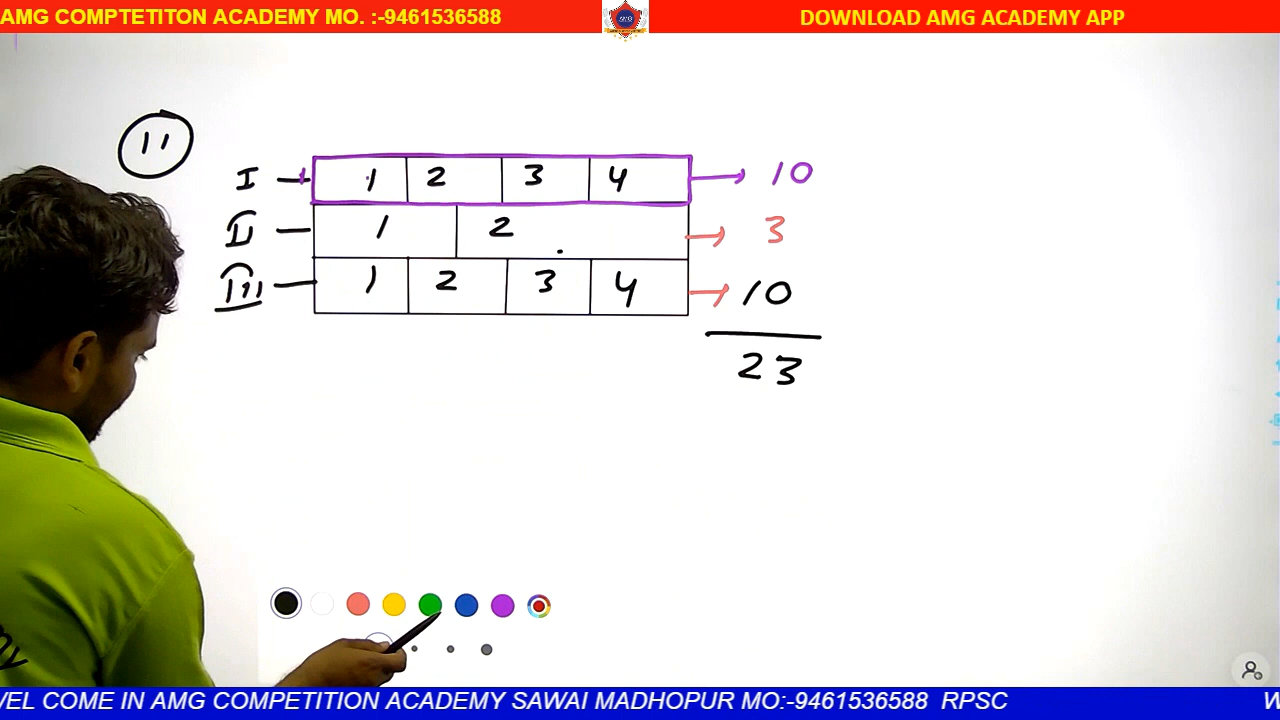 AMG COMPTETITON ACADEMY MO. :-9461536588
AMG
DOWNLOAD AMG ACADEMY APP
11
I 1 2 3 4 → 10
II 1 2 → 3
III 1 2 3 4 → 10
23
VEL COME IN AMG COMPETITION ACADEMY SAWAI MADHOPUR MO:-9461536588 RPSC W